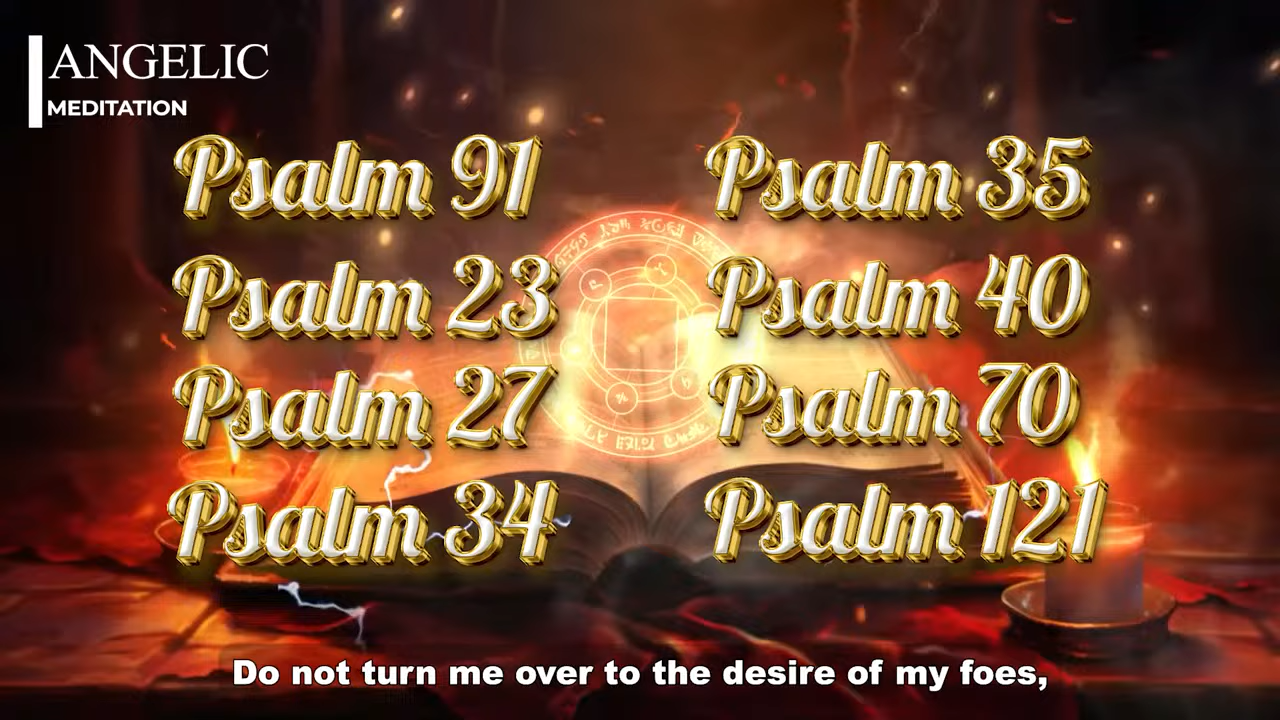 ANGELIC
MEDITATION
Psalm 91
Psalm 23
Psalm 27
Psalm 34
Psalm 35
Psalm 40
Psalm 70
Psalm 121
Do not turn me over to the desire of my foes,